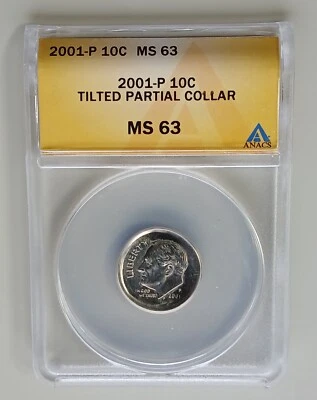 2001-P 10C MS 63
2001-P 10C
TILTED PARTIAL COLLAR
MS 63
ANACS
LIBERTY
IN GOD
WE TRUST
P
2001